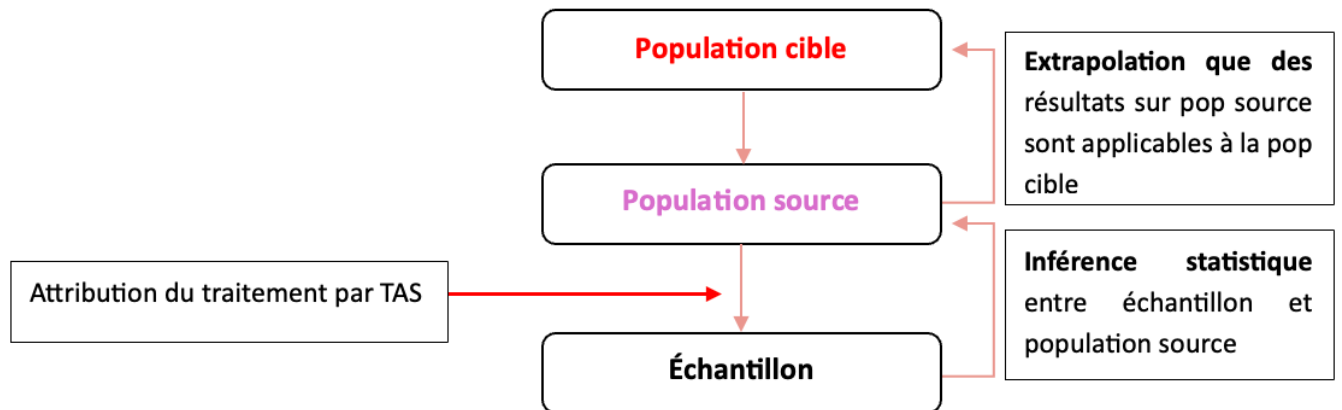 Population cible
Extrapolation que des
résultats sur pop source
sont applicables à la pop
cible
Population source
Inférence statistique
entre échantillon et
population source
Attribution du traitement par TAS
Échantillon